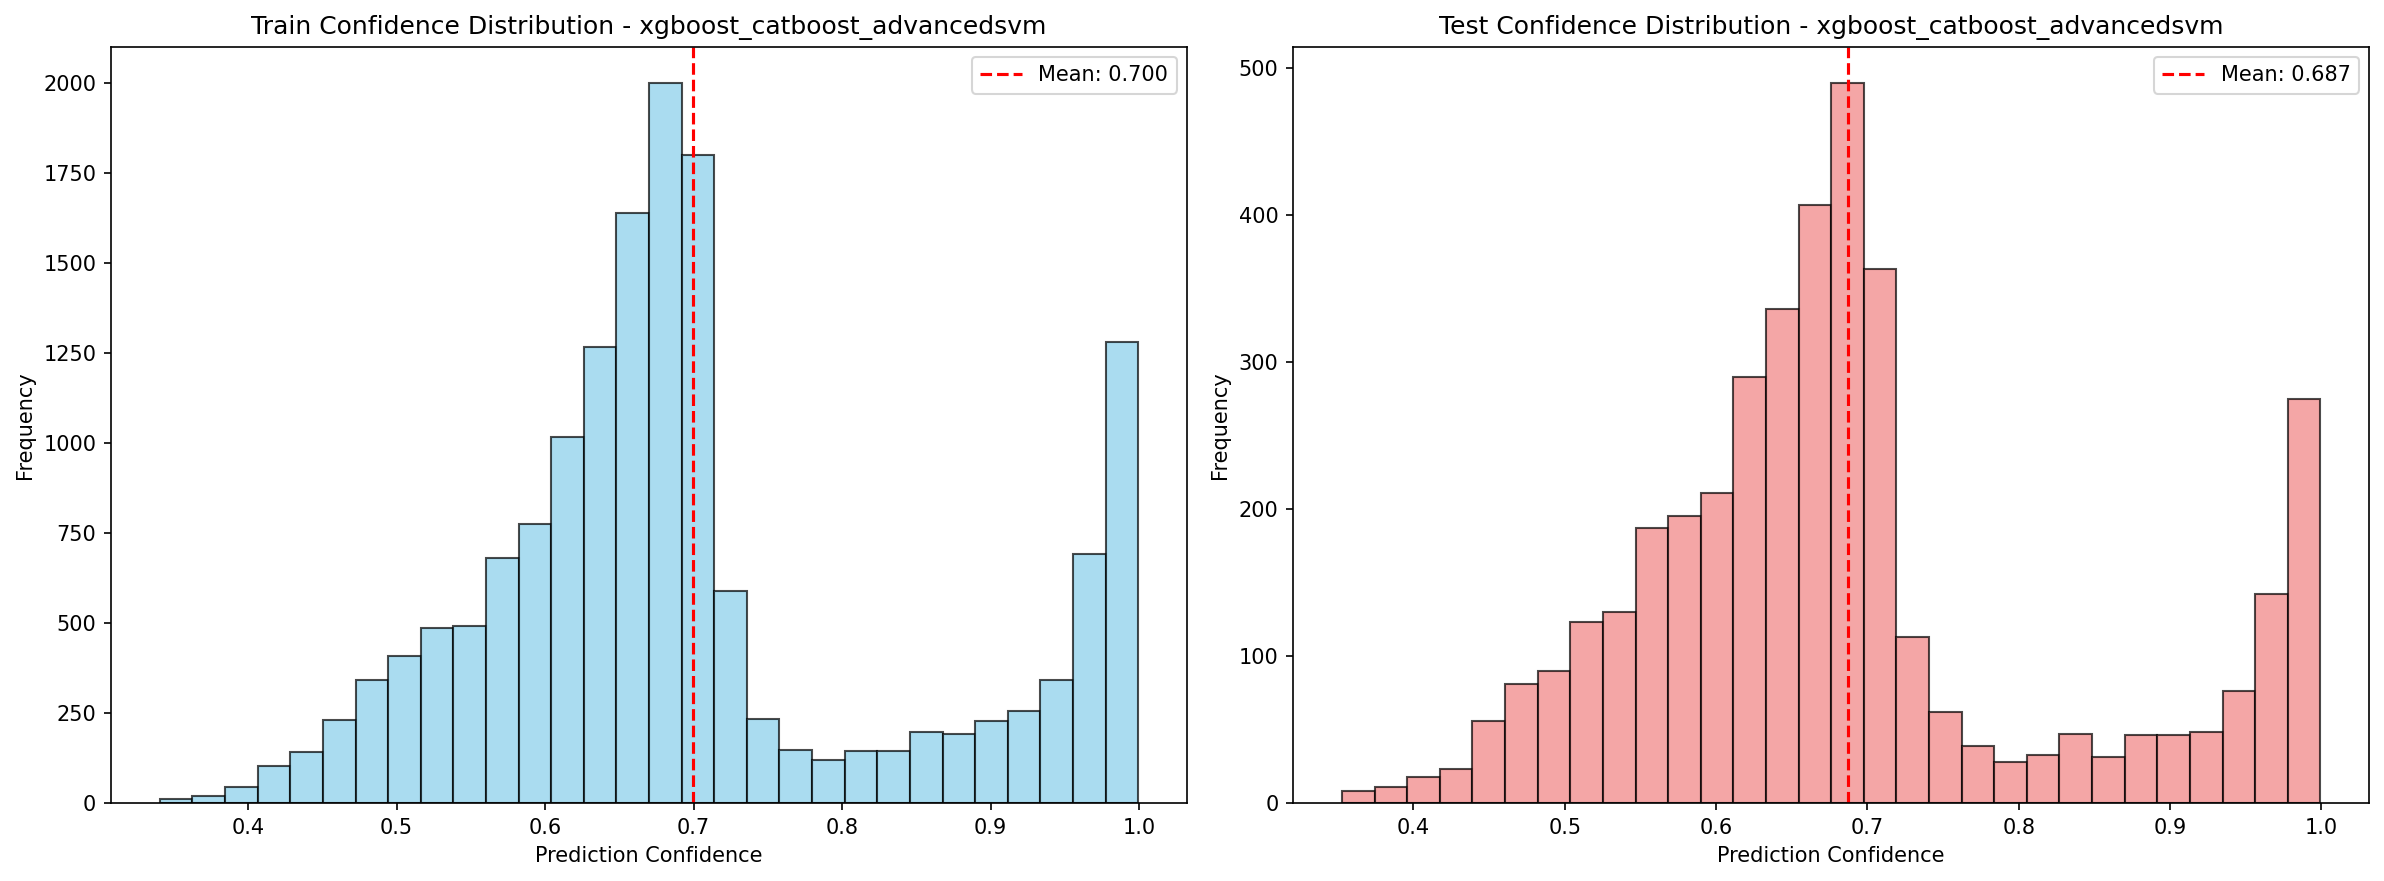 Train Confidence Distribution - xgboost_catboost_advancedsvm
Mean: 0.700
2000
1750
1500
1250
1000
750
500
250
0
Frequency
0.4 0.5 0.6 0.7 0.8 0.9 1.0
Prediction Confidence
Test Confidence Distribution - xgboost_catboost_advancedsvm
Mean: 0.687
500
400
300
200
100
0
Frequency
0.4 0.5 0.6 0.7 0.8 0.9 1.0
Prediction Confidence